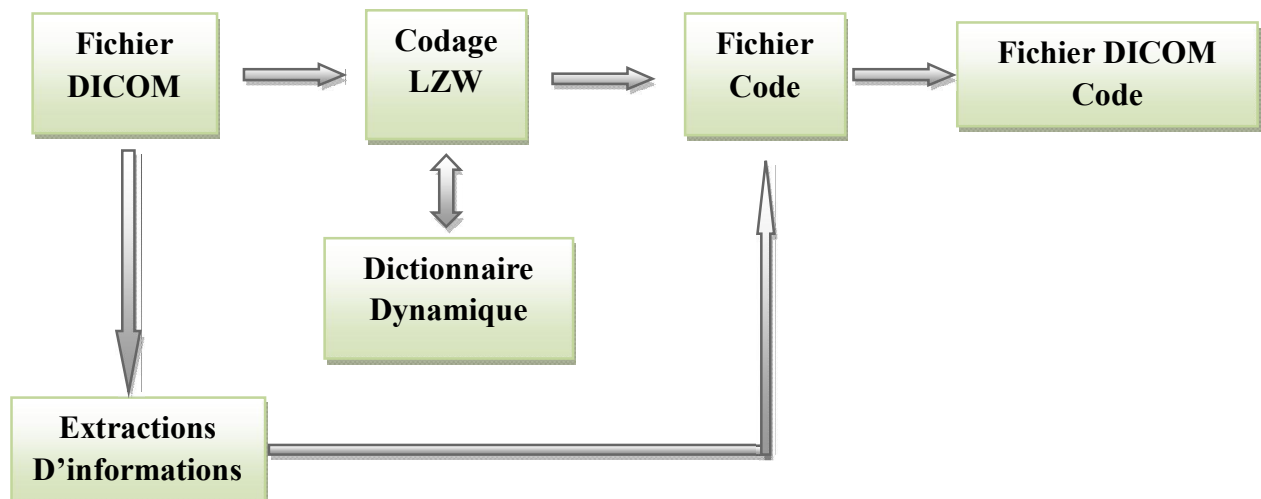 Fichier
DICOM
Codage
LZW
Fichier
Code
Fichier DICOM
Code
Dictionnaire
Dynamique
Extractions
D’informations